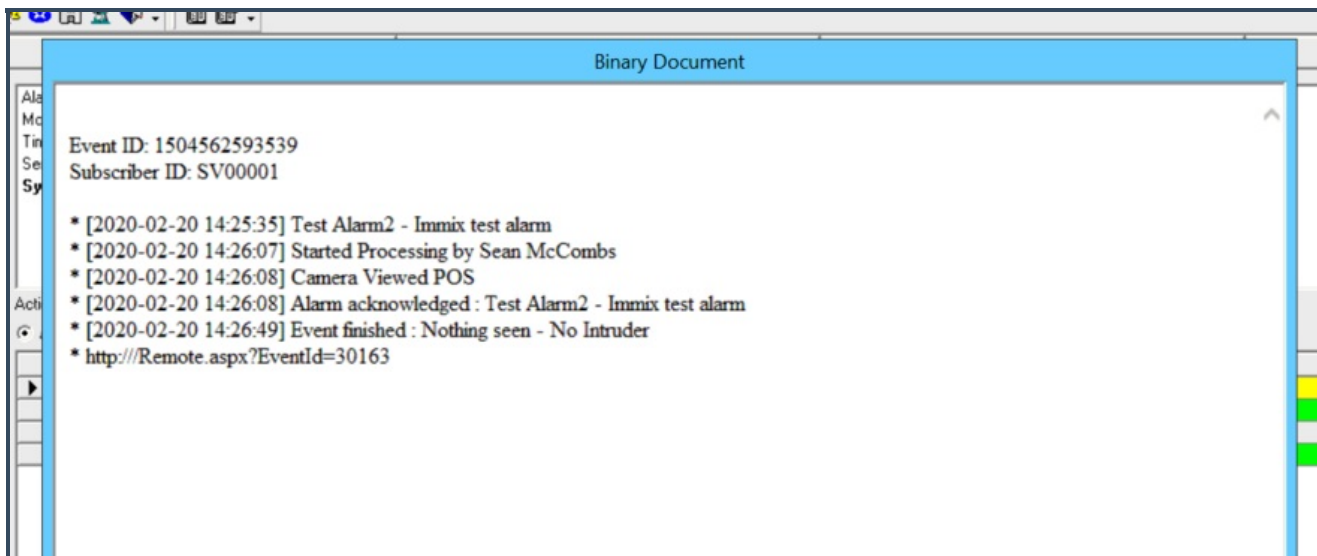 Binary Document
Event ID: 1504562593539
Subscriber ID: SV00001
* [2020-02-20 14:25:35] Test Alarm2 - Immix test alarm
* [2020-02-20 14:26:07] Started Processing by Sean McCombs
* [2020-02-20 14:26:08] Camera Viewed POS
* [2020-02-20 14:26:08] Alarm acknowledged : Test Alarm2 - Immix test alarm
* [2020-02-20 14:26:49] Event finished : Nothing seen - No Intruder
* http:///Remote.aspx?EventId=30163